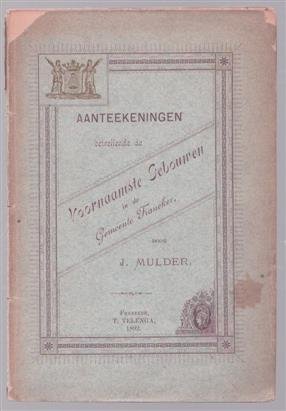 AANTEEKENINGEN
betreffende de
Voornaamste Gebouwen
in de
Gemeente Franeker,
DOOR
J. MULDER.
FRANEKER,
T. TELENGA,
1892.